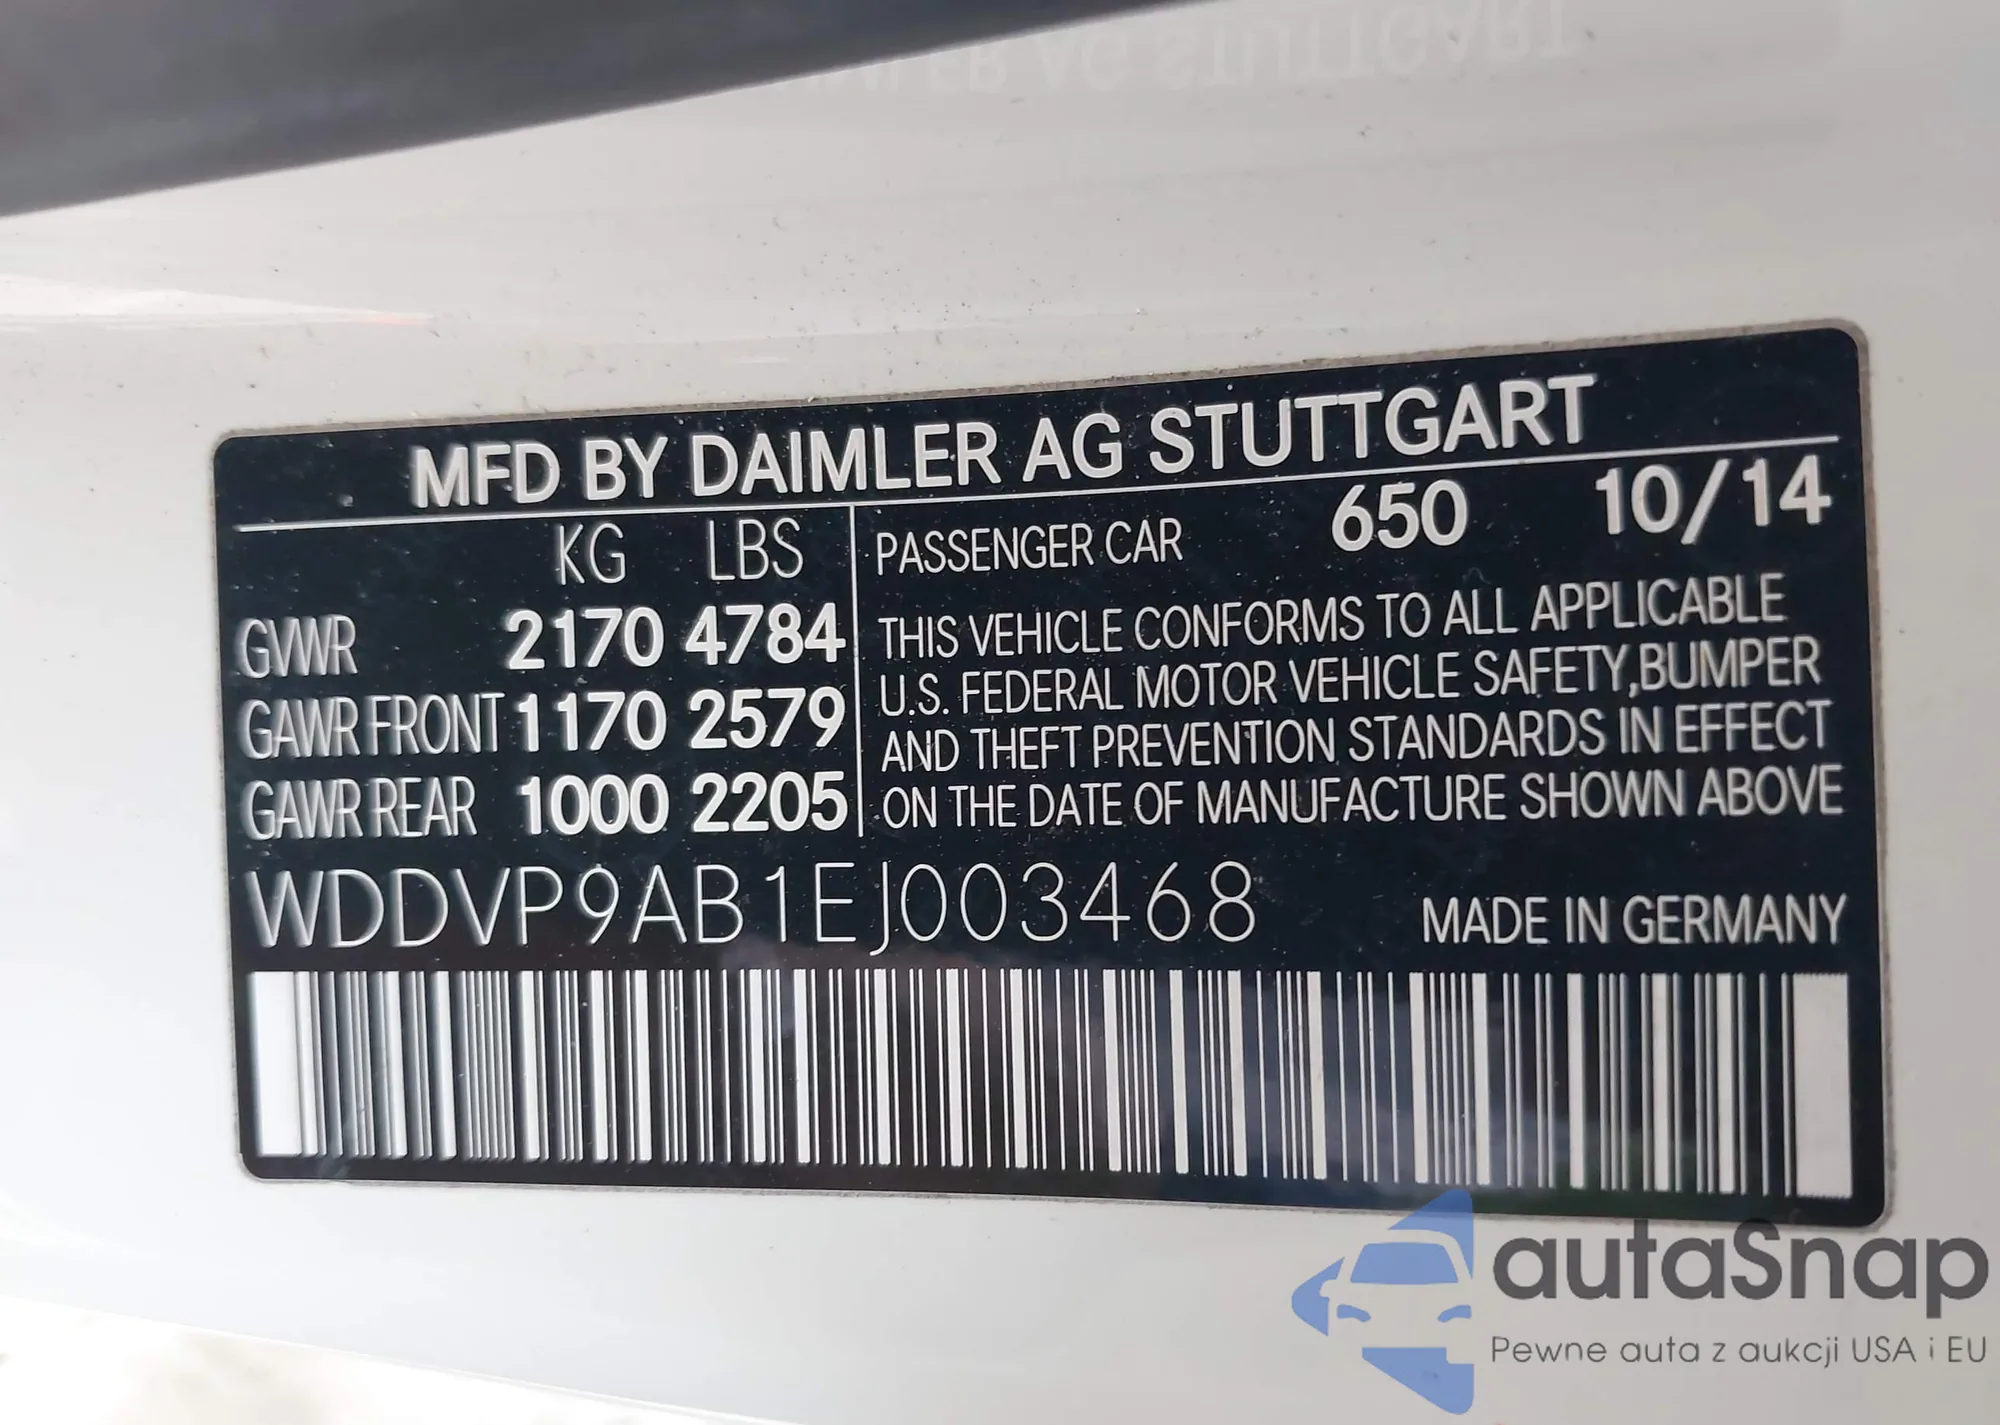 MFD BY DAIMLER AG STUTTGART
KG LBS
GVWR 2170 4784
GAWR FRONT 1170 2579
GAWR REAR 1000 2205
PASSENGER CAR 650 10/14
THIS VEHICLE CONFORMS TO ALL APPLICABLE
U.S. FEDERAL MOTOR VEHICLE SAFETY,BUMPER
AND THEFT PREVENTION STANDARDS IN EFFECT
ON THE DATE OF MANUFACTURE SHOWN ABOVE
WDDVP9AB1EJ003468 MADE IN GERMANY
autaSnap
Pewne auta z aukcji USA i EU